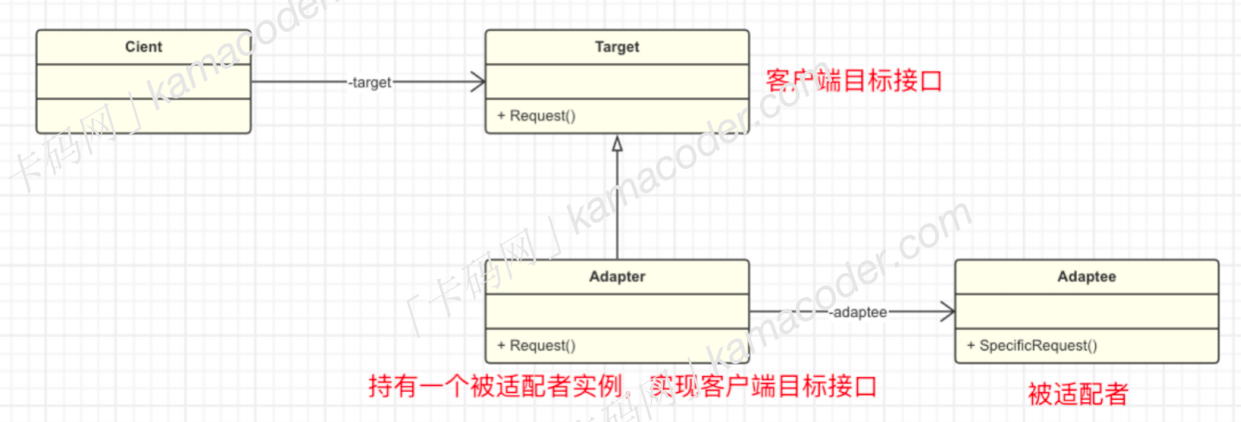 Cient
Target
-target
客户端目标接口
+ Request()
Adapter
Adaptee
-adaptee
+ Request()
+ SpecificRequest()
持有一个被适配者实例，实现客户端目标接口
被适配者
卡码网」kamacoder.com
「卡码网」kamacoder.com
卡码网」kamacoder.com